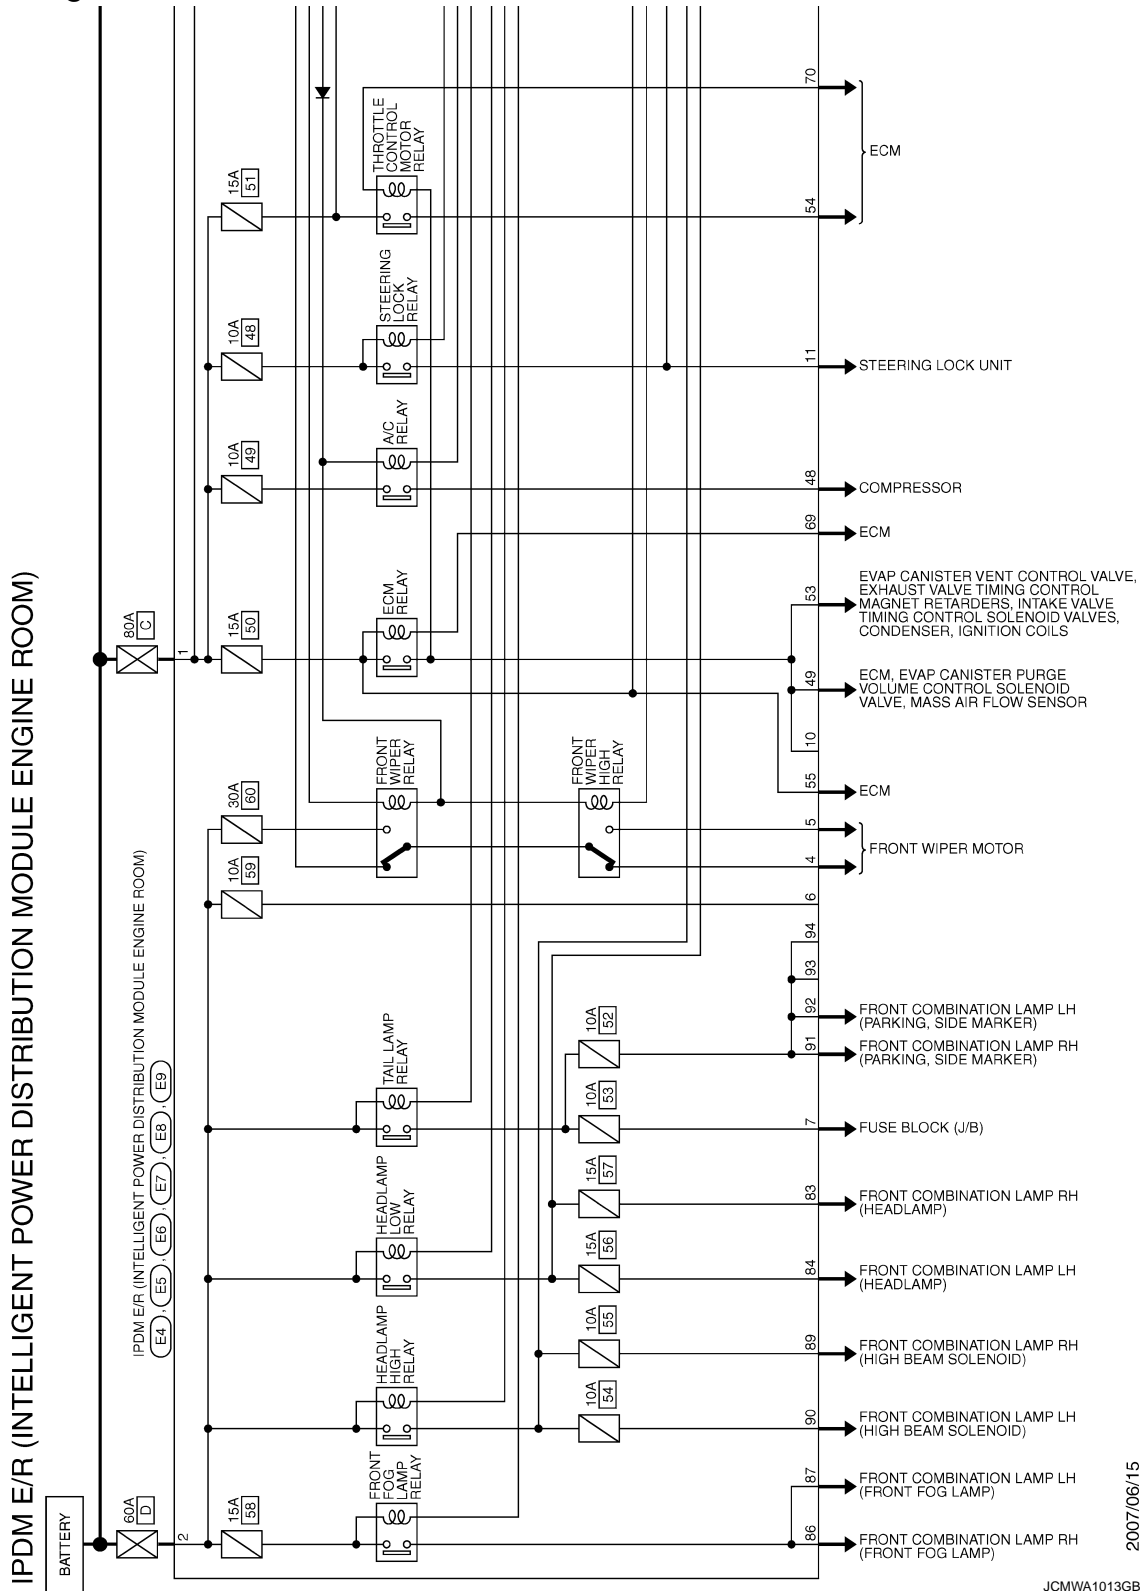 IPDM E/R (INTELLIGENT POWER DISTRIBUTION MODULE ENGINE ROOM)
BATTERY
60A
D
80A
C
2
1
IPDM E/R (INTELLIGENT POWER DISTRIBUTION MODULE ENGINE ROOM)
E4 , E5 , E6 , E7 , E8 , E9
15A
51
THROTTLE
CONTROL
MOTOR
RELAY
70
54
ECM
10A
48
STEERING
LOCK
RELAY
11
STEERING LOCK UNIT
10A
49
A/C
RELAY
48
COMPRESSOR
69
ECM
15A
50
ECM
RELAY
53
EVAP CANISTER VENT CONTROL VALVE,
EXHAUST VALVE TIMING CONTROL
MAGNET RETARDERS, INTAKE VALVE
TIMING CONTROL SOLENOID VALVES,
CONDENSER, IGNITION COILS
49
ECM, EVAP CANISTER PURGE
VOLUME CONTROL SOLENOID
VALVE, MASS AIR FLOW SENSOR
10
55
ECM
30A
60
FRONT
WIPER
RELAY
FRONT
WIPER
HIGH
RELAY
5
4
FRONT WIPER MOTOR
10A
59
6
94
93
10A
52
92
FRONT COMBINATION LAMP LH
(PARKING, SIDE MARKER)
91
FRONT COMBINATION LAMP RH
(PARKING, SIDE MARKER)
TAIL LAMP
RELAY
10A
53
7
FUSE BLOCK (J/B)
15A
57
83
FRONT COMBINATION LAMP RH
(HEADLAMP)
HEADLAMP
LOW
RELAY
15A
56
84
FRONT COMBINATION LAMP LH
(HEADLAMP)
10A
55
89
FRONT COMBINATION LAMP RH
(HIGH BEAM SOLENOID)
HEADLAMP
HIGH
RELAY
10A
54
90
FRONT COMBINATION LAMP LH
(HIGH BEAM SOLENOID)
87
FRONT COMBINATION LAMP LH
(FRONT FOG LAMP)
15A
58
FRONT
FOG
LAMP
RELAY
86
FRONT COMBINATION LAMP RH
(FRONT FOG LAMP)
2007/06/15
JCMWA1013GB